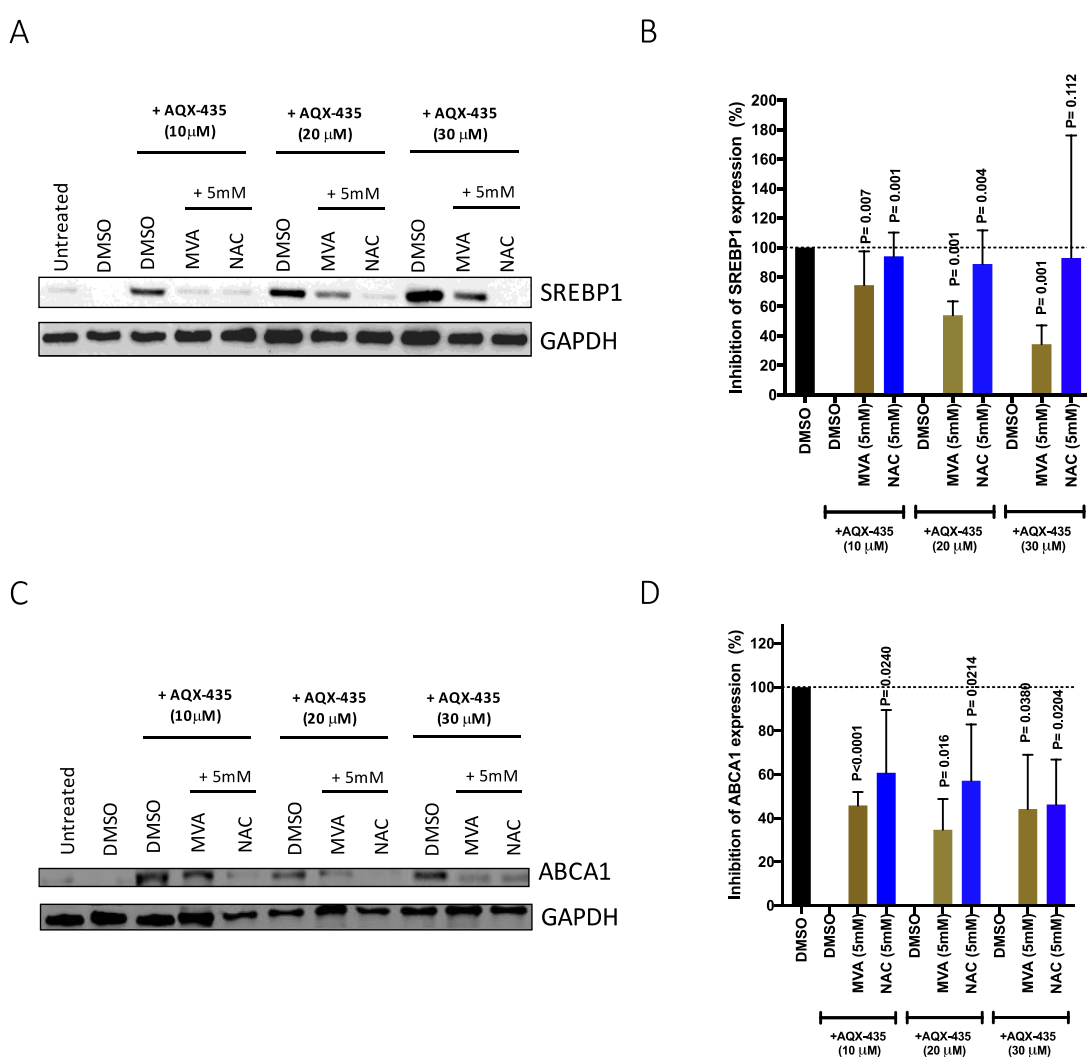 A
+ AQX-435
(10μM)
+ AQX-435
(20 μM)
+ AQX-435
(30 μM)
+ 5mM
+ 5mM
+ 5mM
Untreated
DMSO
DMSO
MVA
NAC
DMSO
MVA
NAC
DMSO
MVA
NAC
SREBP1
GAPDH
B
Inhibition of SREBP1 expression (%)
200
180
160
140
120
100
80
60
40
20
0
P= 0.007
P= 0.001
P= 0.001
P= 0.004
P= 0.001
P= 0.112
DMSO
DMSO
MVA (5mM)
NAC (5mM)
DMSO
MVA (5mM)
NAC (5mM)
DMSO
MVA (5mM)
NAC (5mM)
+AQX-435
(10 μM)
+AQX-435
(20 μM)
+AQX-435
(30 μM)
C
+ AQX-435
(10μM)
+ AQX-435
(20 μM)
+ AQX-435
(30 μM)
+ 5mM
+ 5mM
+ 5mM
Untreated
DMSO
DMSO
MVA
NAC
DMSO
MVA
NAC
DMSO
MVA
NAC
ABCA1
GAPDH
D
Inhibition of ABCA1 expression (%)
120
100
80
60
40
20
0
P<0.0001
P= 0.0240
P= 0.016
P= 0.0214
P= 0.0380
P= 0.0204
DMSO
DMSO
MVA (5mM)
NAC (5mM)
DMSO
MVA (5mM)
NAC (5mM)
DMSO
MVA (5mM)
NAC (5mM)
+AQX-435
(10 μM)
+AQX-435
(20 μM)
+AQX-435
(30 μM)